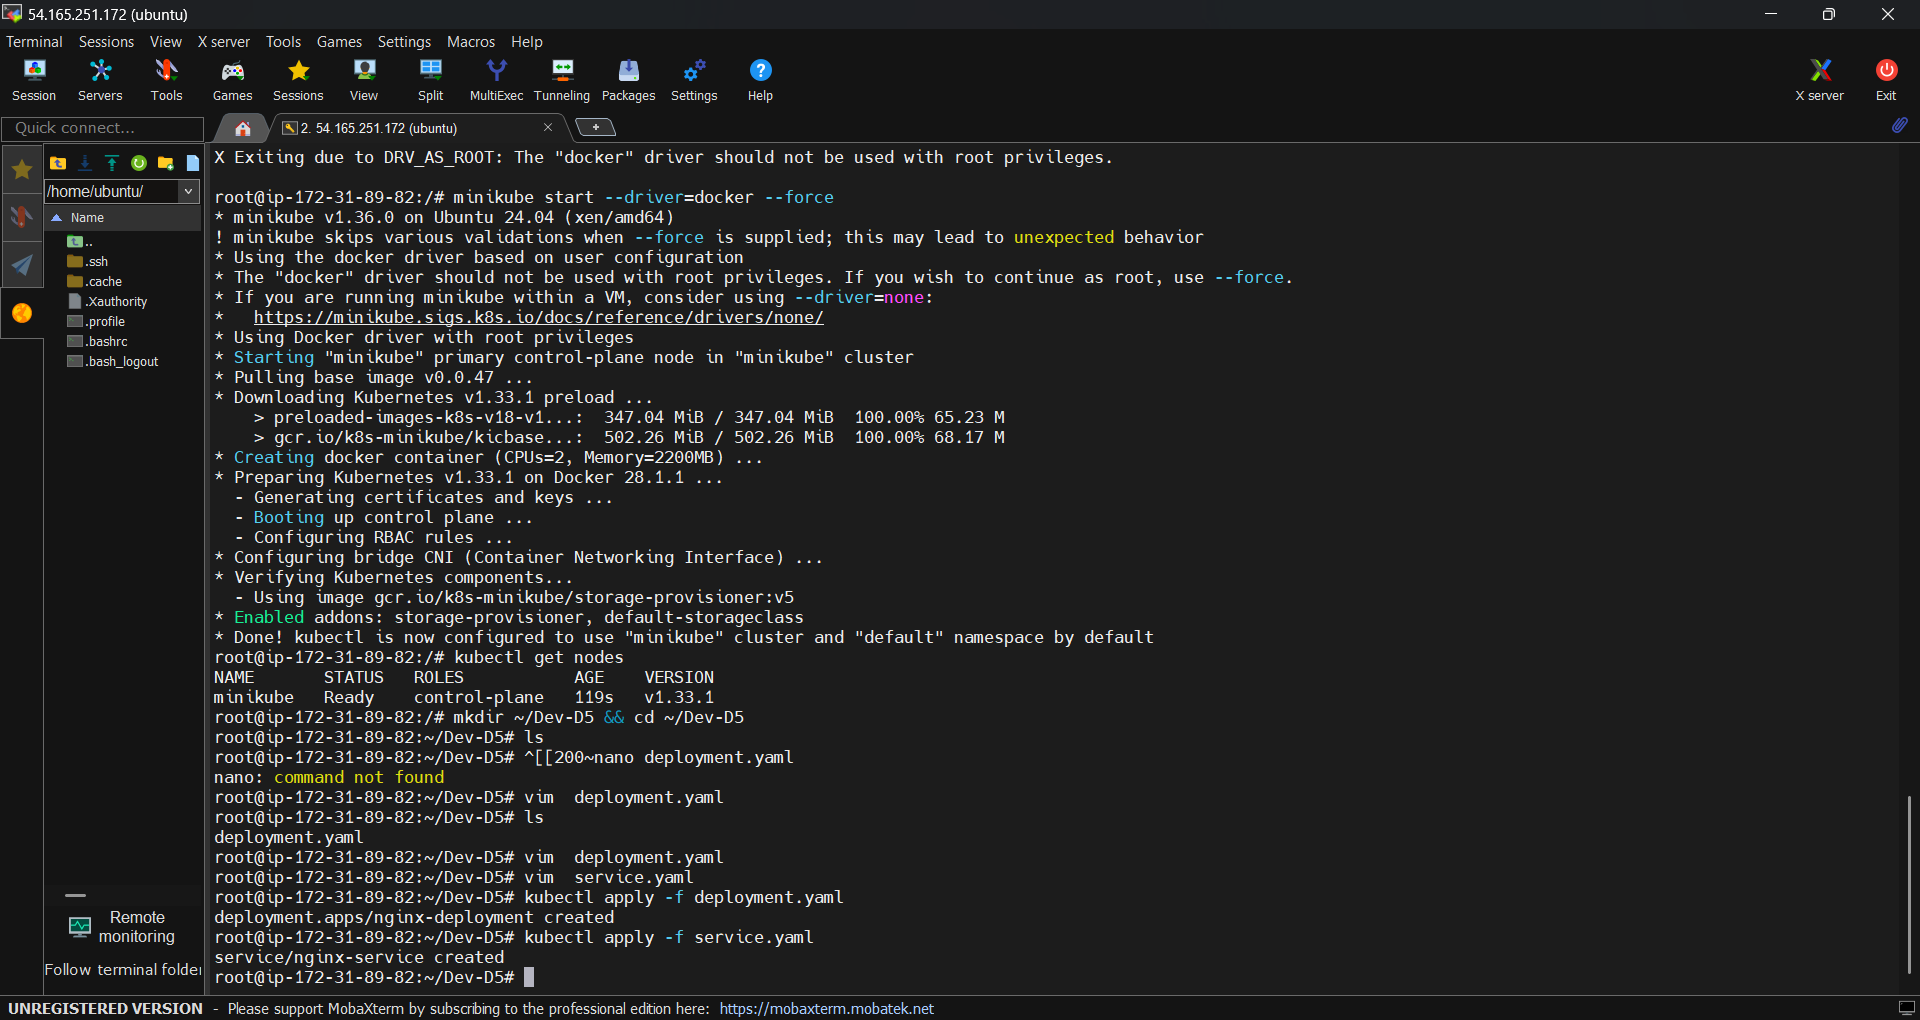 54.165.251.172 (ubuntu)
Terminal Sessions View X server Tools Games Settings Macros Help
Session Servers Tools Games Sessions View Split MultiExec Tunneling Packages Settings Help X server Exit
Quick connect...
2. 54.165.251.172 (ubuntu)
/home/ubuntu/
Name
..
.ssh
.cache
.Xauthority
.profile
.bashrc
.bash_logout
Remote
monitoring
Follow terminal folder
X Exiting due to DRV_AS_ROOT: The "docker" driver should not be used with root privileges.
root@ip-172-31-89-82:/# minikube start --driver=docker --force
* minikube v1.36.0 on Ubuntu 24.04 (xen/amd64)
! minikube skips various validations when --force is supplied; this may lead to unexpected behavior
* Using the docker driver based on user configuration
* The "docker" driver should not be used with root privileges. If you wish to continue as root, use --force.
* If you are running minikube within a VM, consider using --driver=none:
*   https://minikube.sigs.k8s.io/docs/reference/drivers/none/
* Using Docker driver with root privileges
* Starting "minikube" primary control-plane node in "minikube" cluster
* Pulling base image v0.0.47 ...
* Downloading Kubernetes v1.33.1 preload ...
    > preloaded-images-k8s-v18-v1...:  347.04 MiB / 347.04 MiB  100.00% 65.23 M
    > gcr.io/k8s-minikube/kicbase...:  502.26 MiB / 502.26 MiB  100.00% 68.17 M
* Creating docker container (CPUs=2, Memory=2200MB) ...
* Preparing Kubernetes v1.33.1 on Docker 28.1.1 ...
  - Generating certificates and keys ...
  - Booting up control plane ...
  - Configuring RBAC rules ...
* Configuring bridge CNI (Container Networking Interface) ...
* Verifying Kubernetes components...
  - Using image gcr.io/k8s-minikube/storage-provisioner:v5
* Enabled addons: storage-provisioner, default-storageclass
* Done! kubectl is now configured to use "minikube" cluster and "default" namespace by default
root@ip-172-31-89-82:/# kubectl get nodes
NAME       STATUS   ROLES           AGE    VERSION
minikube   Ready    control-plane   119s   v1.33.1
root@ip-172-31-89-82:/# mkdir ~/Dev-D5 && cd ~/Dev-D5
root@ip-172-31-89-82:~/Dev-D5# ls
root@ip-172-31-89-82:~/Dev-D5# ^[[200~nano deployment.yaml
nano: command not found
root@ip-172-31-89-82:~/Dev-D5# vim  deployment.yaml
root@ip-172-31-89-82:~/Dev-D5# ls
deployment.yaml
root@ip-172-31-89-82:~/Dev-D5# vim  deployment.yaml
root@ip-172-31-89-82:~/Dev-D5# vim  service.yaml
root@ip-172-31-89-82:~/Dev-D5# kubectl apply -f deployment.yaml
deployment.apps/nginx-deployment created
root@ip-172-31-89-82:~/Dev-D5# kubectl apply -f service.yaml
service/nginx-service created
root@ip-172-31-89-82:~/Dev-D5#
UNREGISTERED VERSION - Please support MobaXterm by subscribing to the professional edition here: https://mobaxterm.mobatek.net